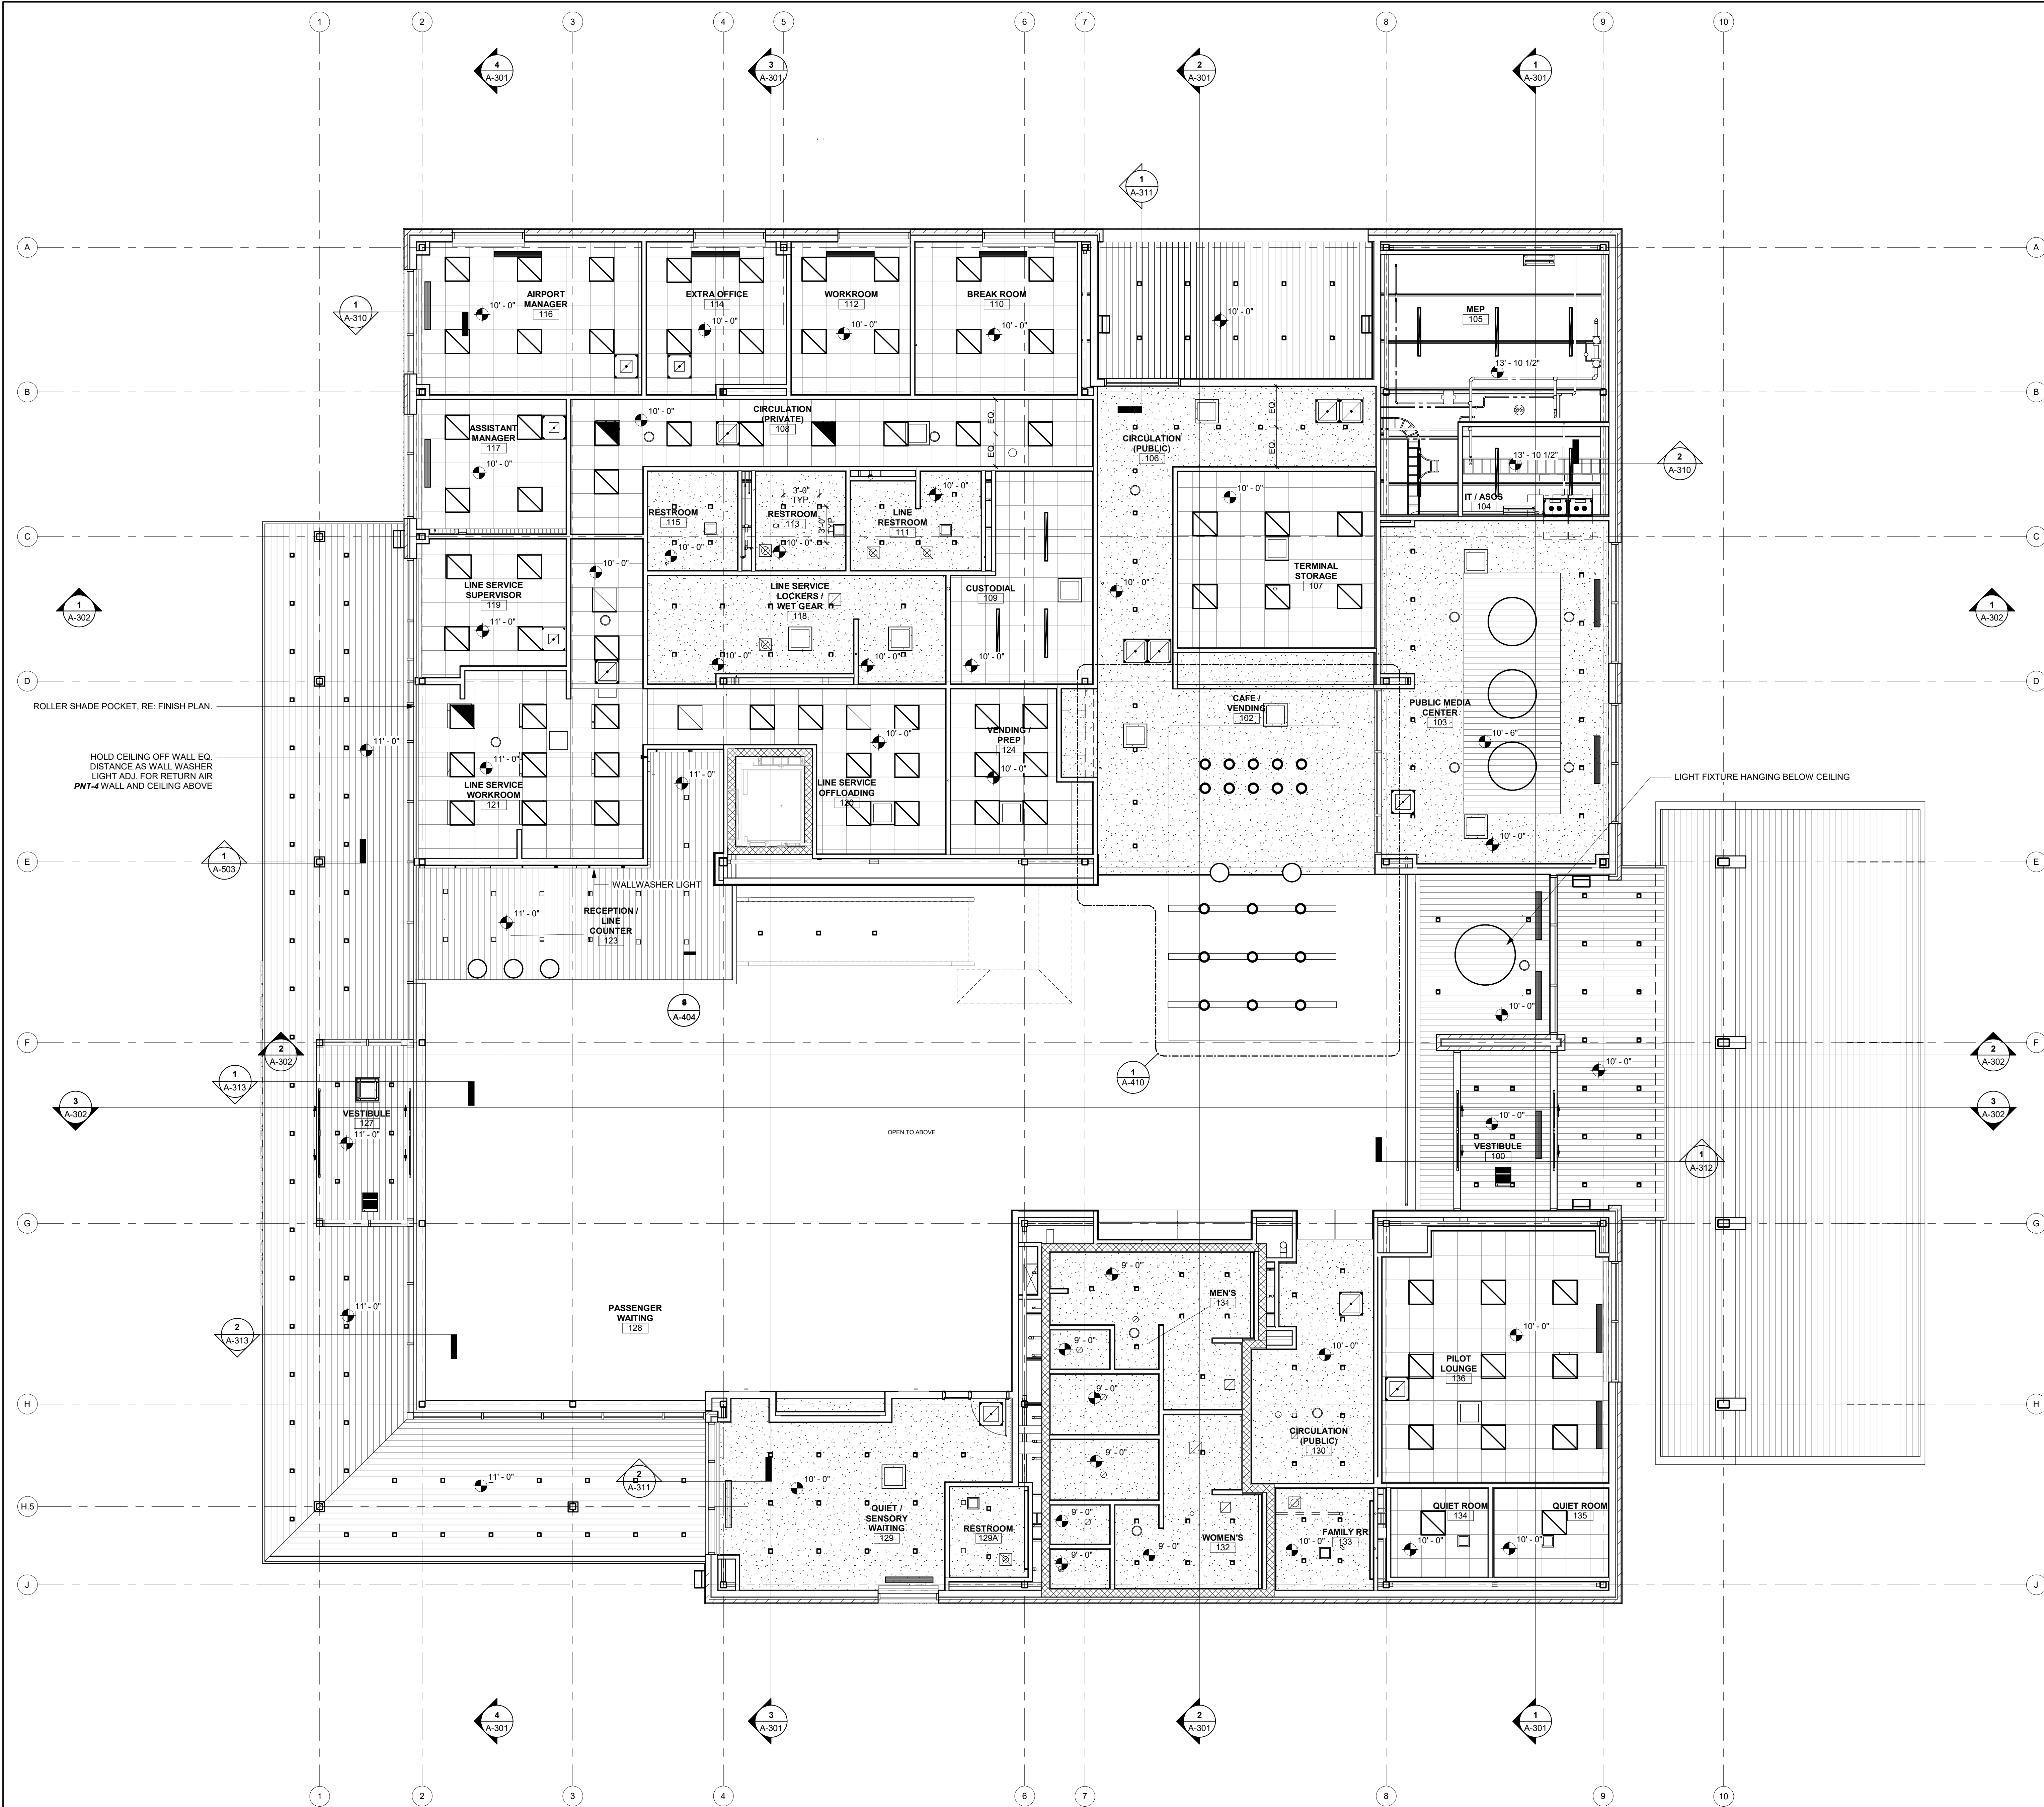 1
2
3
4
5
6
7
8
9
10
4
A-301
3
A-301
2
A-301
1
A-301
1
A-311
A
A
AIRPORT
MANAGER
116
10' - 0"
EXTRA OFFICE
114
10' - 0"
WORKROOM
112
10' - 0"
BREAK ROOM
110
10' - 0"
10' - 0"
MEP
105
13' - 10 1/2"
1
A-310
B
B
ASSISTANT
MANAGER
117
10' - 0"
10' - 0"
CIRCULATION
(PRIVATE)
108
EQ.
EQ.
EQ.
EQ.
CIRCULATION
(PUBLIC)
106
13' - 10 1/2"
IT / ASOS
104
2
A-310
RESTROOM
115
10' - 0"
3'-0"
TYP.
3'-0"
TYP.
RESTROOM
113
10' - 0"
LINE
RESTROOM
111
10' - 0"
10' - 0"
C
C
LINE SERVICE
SUPERVISOR
119
11' - 0"
10' - 0"
LINE SERVICE
LOCKERS /
WET GEAR
118
10' - 0"
10' - 0"
CUSTODIAL
109
10' - 0"
10' - 0"
TERMINAL
STORAGE
107
1
A-302
1
A-302
D
D
ROLLER SHADE POCKET, RE: FINISH PLAN.
HOLD CEILING OFF WALL EQ.
DISTANCE AS WALL WASHER
LIGHT ADJ. FOR RETURN AIR
PNT-4 WALL AND CEILING ABOVE
11' - 0"
11' - 0"
LINE SERVICE
WORKROOM
121
11' - 0"
LINE SERVICE
OFFLOADING
120
10' - 0"
VENDING /
PREP
124
10' - 0"
CAFE /
VENDING
102
PUBLIC MEDIA
CENTER
103
10' - 6"
10' - 0"
LIGHT FIXTURE HANGING BELOW CEILING
1
A-503
E
E
WALLWASHER LIGHT
11' - 0"
RECEPTION /
LINE
COUNTER
123
A-404
10' - 0"
F
F
2
A-302
2
A-302
1
A-313
1
A-410
10' - 0"
3
A-302
3
A-302
VESTIBULE
127
11' - 0"
OPEN TO ABOVE
10' - 0"
VESTIBULE
100
1
A-312
G
G
11' - 0"
2
A-313
PASSENGER
WAITING
128
9' - 0"
MEN'S
131
9' - 0"
9' - 0"
9' - 0"
9' - 0"
9' - 0"
9' - 0"
WOMEN'S
132
10' - 0"
CIRCULATION
(PUBLIC)
130
10' - 0"
PILOT
LOUNGE
136
H
H
11' - 0"
2
A-311
10' - 0"
QUIET /
SENSORY
WAITING
129
RESTROOM
129A
FAMILY RR
133
10' - 0"
QUIET ROOM
134
10' - 0"
QUIET ROOM
135
10' - 0"
H.5
H.5
J
J
4
A-301
3
A-301
2
A-301
1
A-301
1
2
3
4
6
7
8
9
10